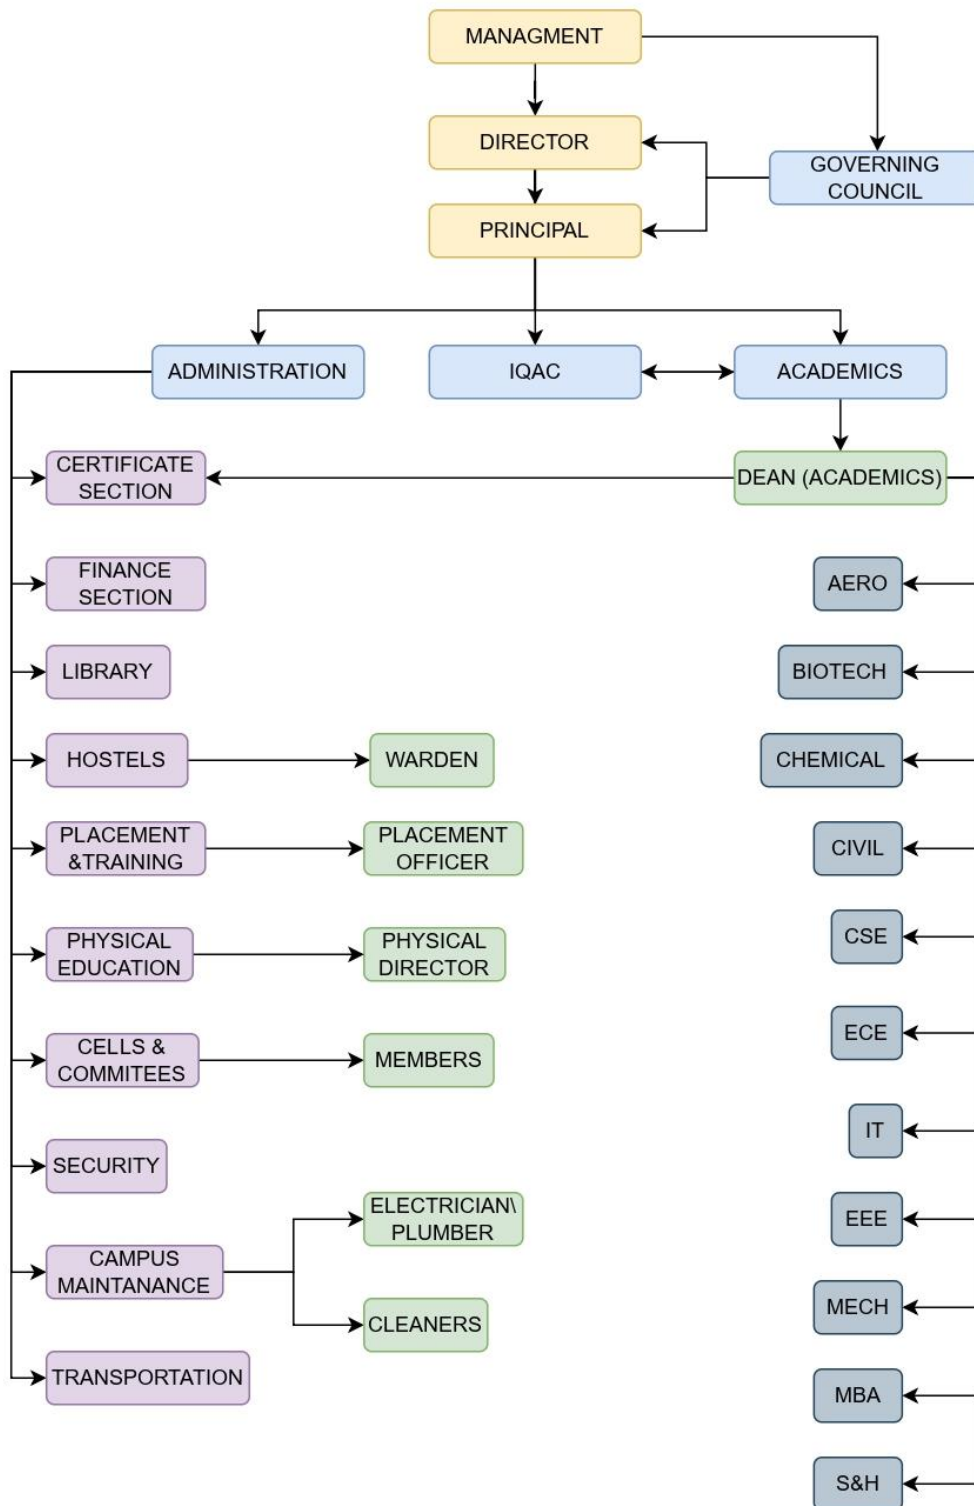 MANAGMENT
DIRECTOR
GOVERNING
COUNCIL
PRINCIPAL
ADMINISTRATION
IQAC
ACADEMICS
CERTIFICATE
SECTION
DEAN (ACADEMICS)
FINANCE
SECTION
AERO
LIBRARY
BIOTECH
HOSTELS
WARDEN
CHEMICAL
PLACEMENT
&TRAINING
PLACEMENT
OFFICER
CIVIL
PHYSICAL
EDUCATION
PHYSICAL
DIRECTOR
CSE
CELLS &
COMMITEES
MEMBERS
ECE
SECURITY
IT
ELECTRICIAN\
PLUMBER
EEE
CAMPUS
MAINTANANCE
CLEANERS
MECH
TRANSPORTATION
MBA
S&H